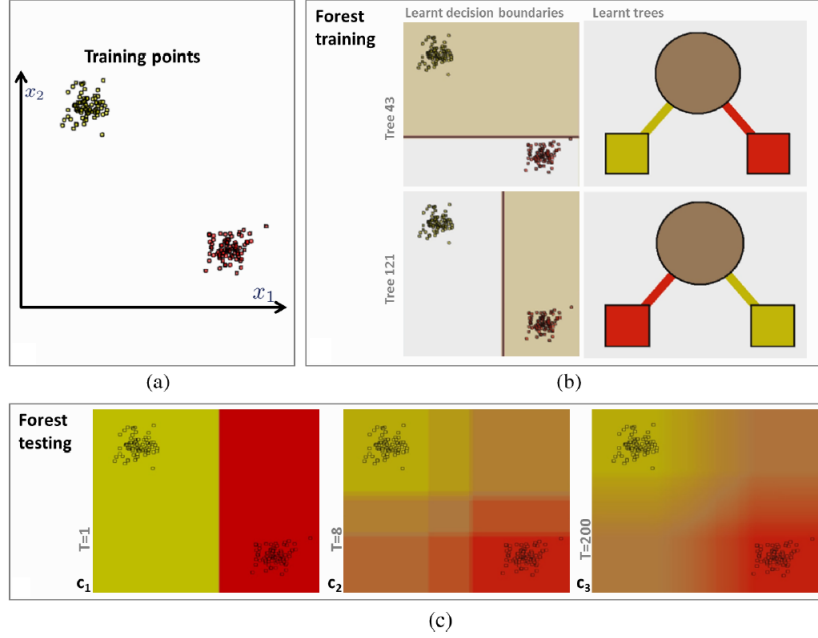 Training points
x₂
x₁
(a)
Forest training
Learnt decision boundaries
Learnt trees
Tree 43
Tree 121
(b)
Forest testing
T=1
c₁
T=8
c₂
T=200
c₃
(c)